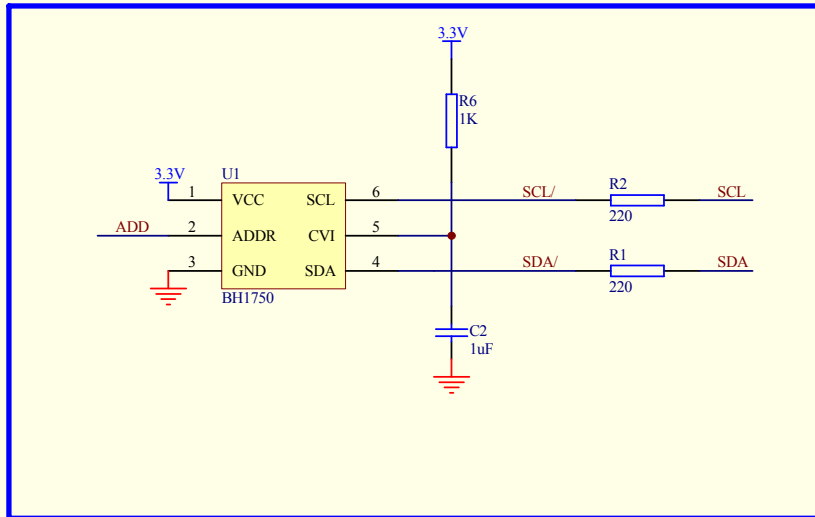 3.3V
R6
1K
3.3V
U1
1 VCC SCL 6 SCL/ R2 SCL
220
ADD 2 ADDR CVI 5
3 GND SDA 4 SDA/ R1 SDA
220
BH1750
C2
1uF